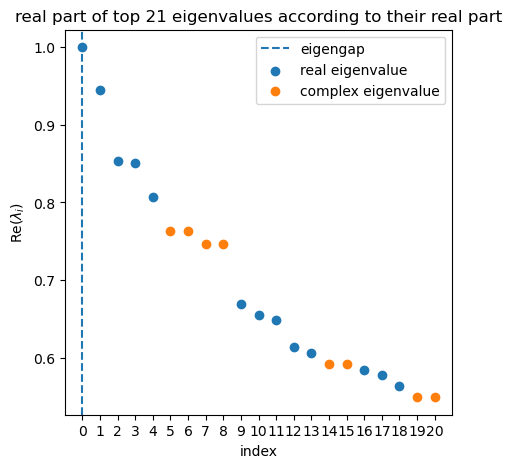 real part of top 21 eigenvalues according to their real part
eigengap
real eigenvalue
complex eigenvalue
1.0
0.9
0.8
0.7
0.6
Re(λᵢ)
0 1 2 3 4 5 6 7 8 9 10 11 12 13 14 15 16 17 18 19 20
index